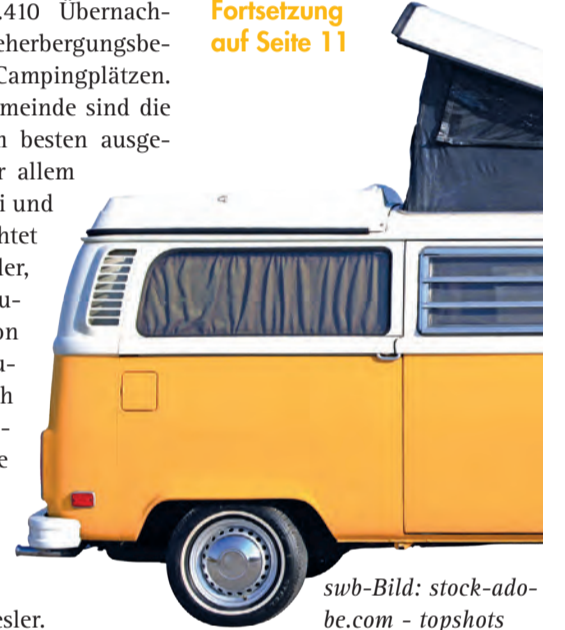 .410 Übernach-
eherbergungsbe-
Campingplätzen.
meinde sind die
n besten ausge-
r allem
i und
htet
ler,
u-
on
u-
h
-
e
esler.
Fortsetzung
auf Seite 11
swb-Bild: stock-ado-
be.com - topshots